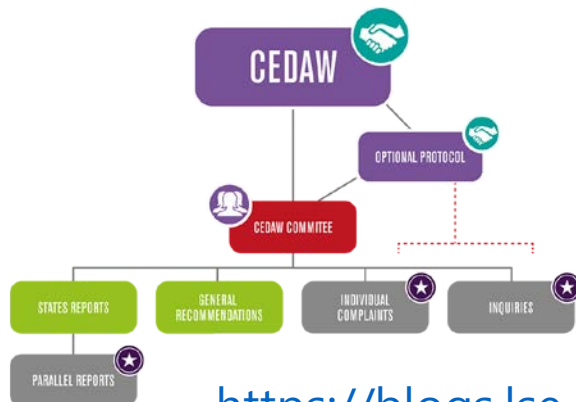 CEDAW
OPTIONAL PROTOCOL
CEDAW COMMITEE
STATES REPORTS
GENERAL
RECOMMENDATIONS
INDIVIDUAL
COMPLAINTS
INQUIRIES
PARALLEL REPORTS
https://blogs.lse